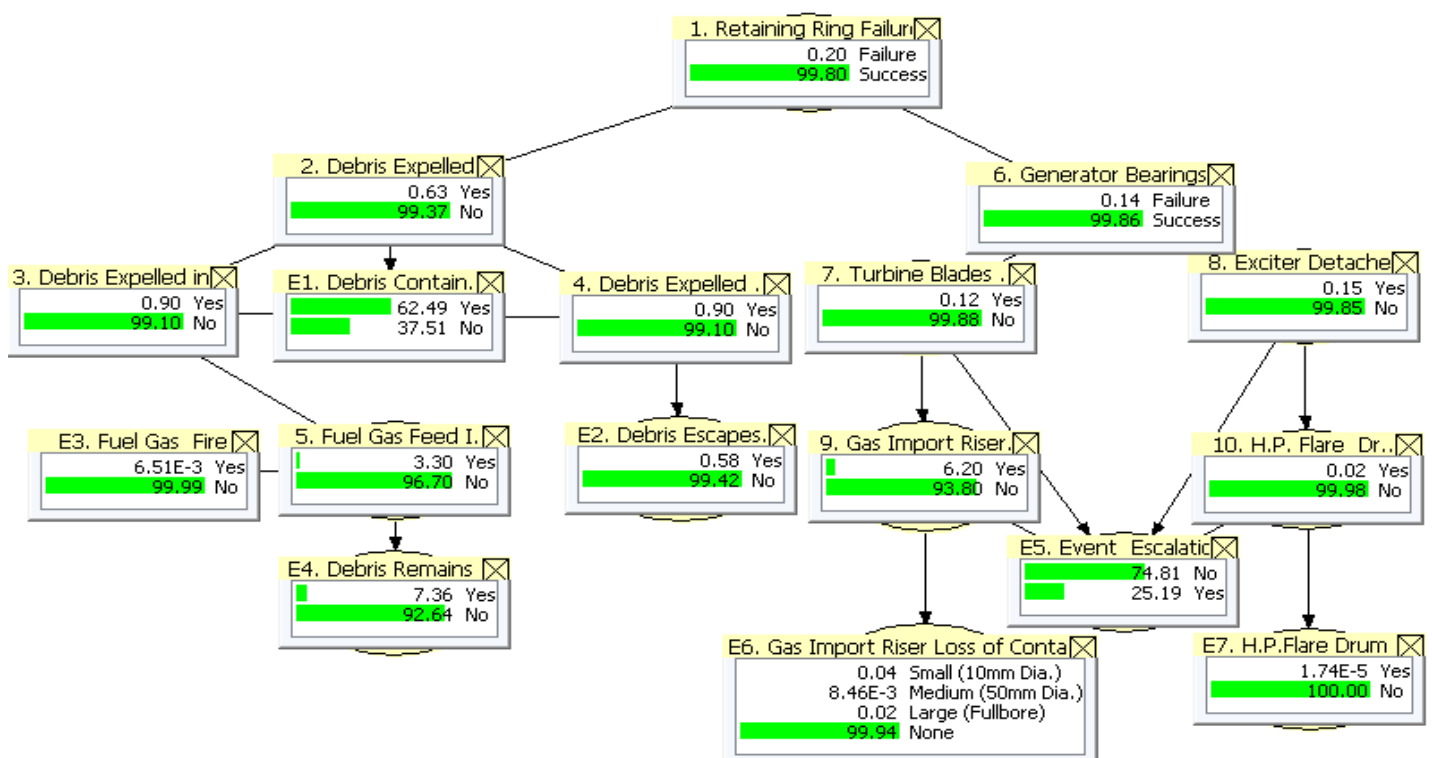 1. Retaining Ring Failur
0.20 Failure
99.80 Success
2. Debris Expelled
0.63 Yes
99.37 No
6. Generator Bearings
0.14 Failure
99.86 Success
3. Debris Expelled in
0.90 Yes
99.10 No
E1. Debris Contain.
62.49 Yes
37.51 No
4. Debris Expelled .
0.90 Yes
99.10 No
7. Turbine Blades .
0.12 Yes
99.88 No
8. Exciter Detache
0.15 Yes
99.85 No
E3. Fuel Gas Fire
6.51E-3 Yes
99.99 No
5. Fuel Gas Feed I.
3.30 Yes
96.70 No
E2. Debris Escapes.
0.58 Yes
99.42 No
9. Gas Import Riser.
6.20 Yes
93.80 No
10. H.P. Flare Dr..
0.02 Yes
99.98 No
E4. Debris Remains
7.36 Yes
92.64 No
E5. Event Escalatic
74.81 No
25.19 Yes
E6. Gas Import Riser Loss of Conta
0.04 Small (10mm Dia.)
8.46E-3 Medium (50mm Dia.)
0.02 Large (Fullbore)
99.94 None
E7. H.P.Flare Drum
1.74E-5 Yes
100.00 No